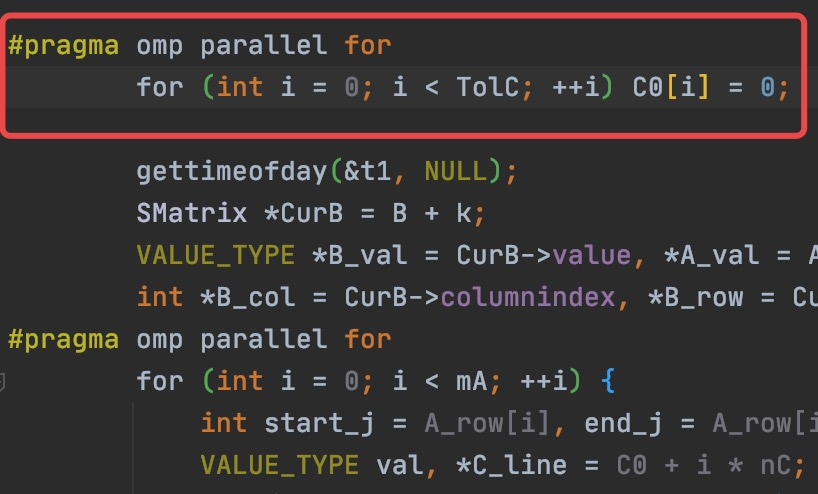 #pragma omp parallel for
for (int i = 0; i < TolC; ++i) C0[i] = 0;
gettimeofday(&t1, NULL);
SMatrix *CurB = B + k;
VALUE_TYPE *B_val = CurB->value, *A_val = A
int *B_col = CurB->columnindex, *B_row = Cu
#pragma omp parallel for
for (int i = 0; i < mA; ++i) {
int start_j = A_row[i], end_j = A_row[i
VALUE_TYPE val, *C_line = C0 + i * nC;